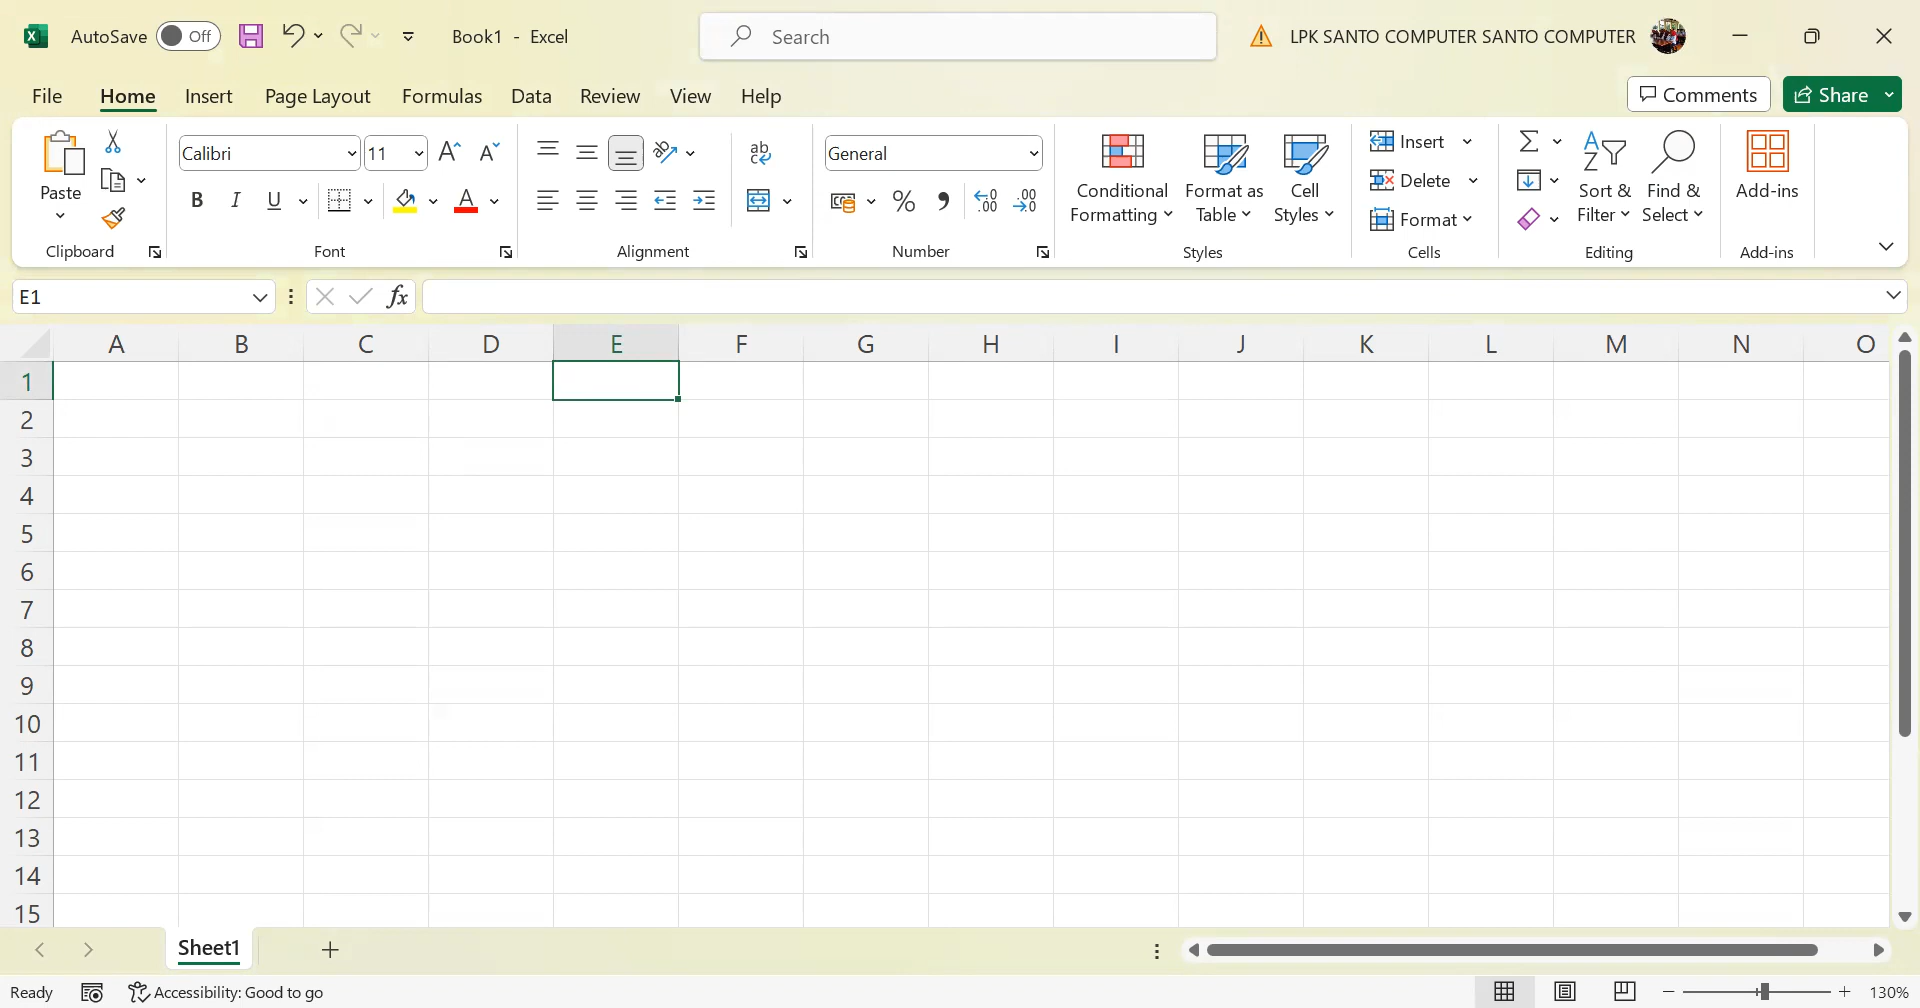 AutoSave Off Book1 - Excel Search LPK SANTO COMPUTER SANTO COMPUTER
File Home Insert Page Layout Formulas Data Review View Help Comments Share
Paste
Clipboard
Calibri 11
B I U A
Font
ab
Alignment
General
% .00
Number
Conditional Formatting
Format as Table
Cell Styles
Styles
Insert
Delete
Format
Cells
Sort & Filter
Find & Select
Editing
Add-ins
Add-ins
E1 fx
A B C D E F G H I J K L M N O
1
2
3
4
5
6
7
8
9
10
11
12
13
14
15
Sheet1
Ready Accessibility: Good to go 130%